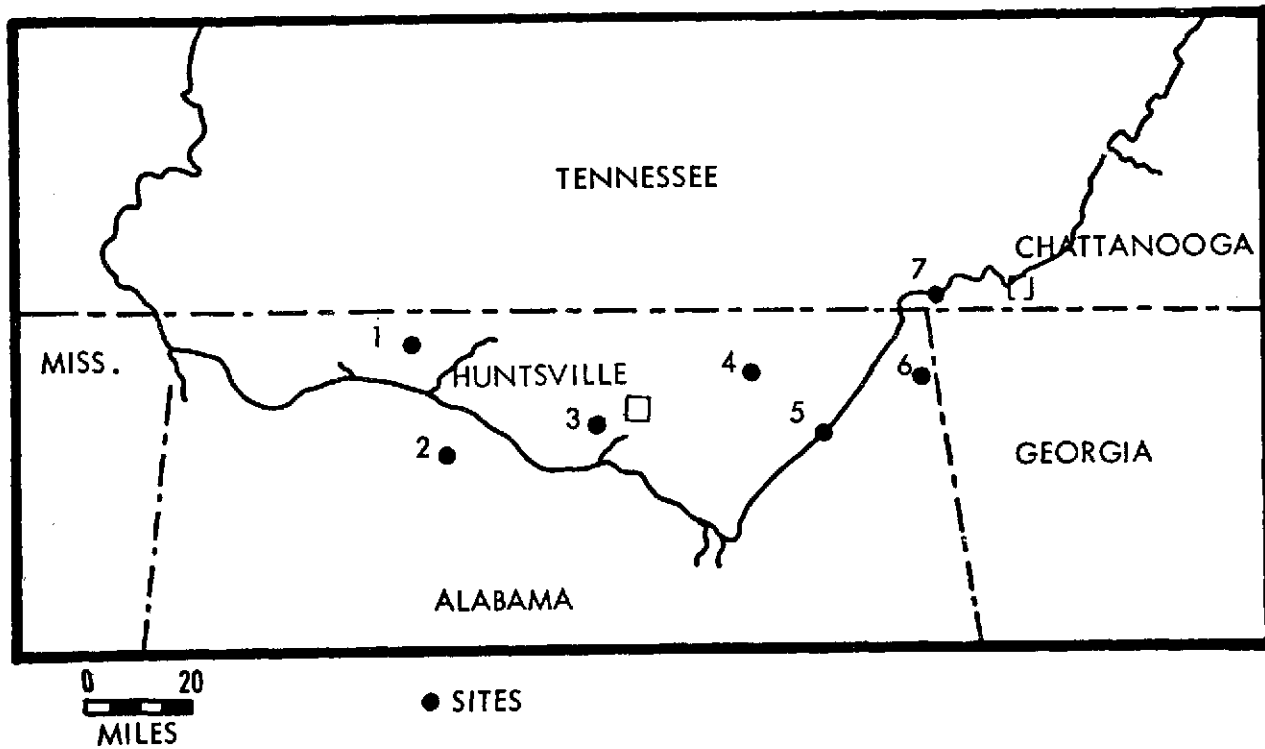 TENNESSEE
CHATTANOOGA
7
MISS.
1
HUNTSVILLE
4
6
3
5
2
GEORGIA
ALABAMA
0 20
MILES
SITES